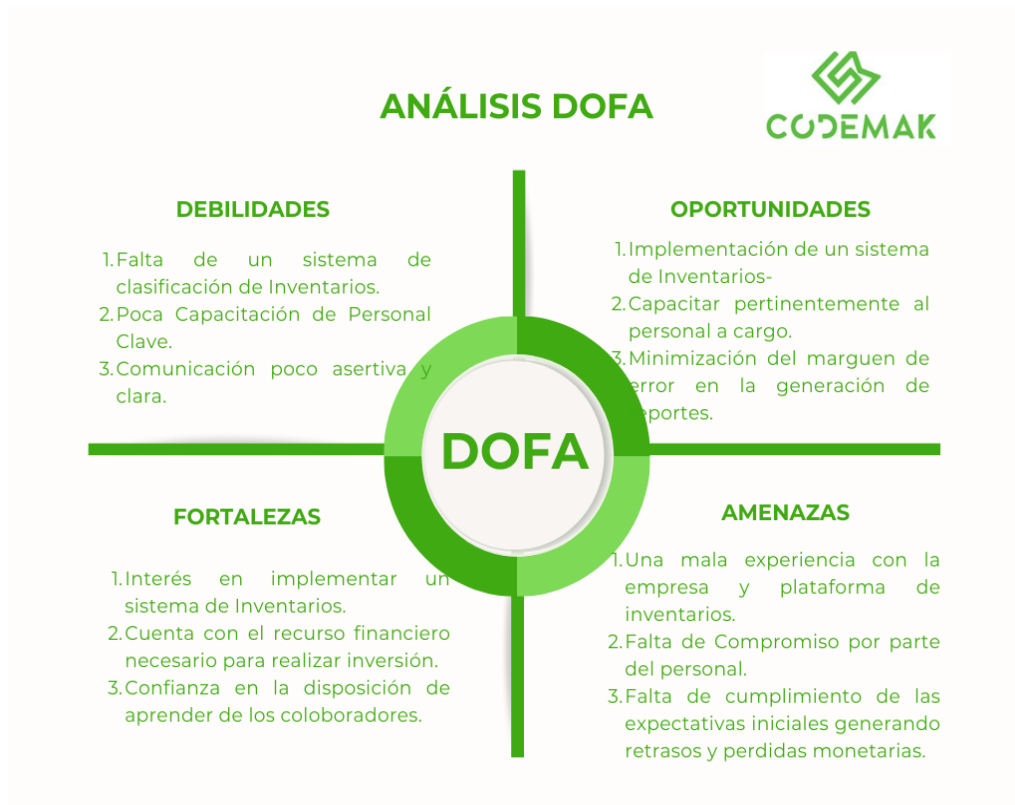 ANÁLISIS DOFA
CODEMAK
DEBILIDADES
1. Falta de un sistema de
clasificación de Inventarios.
2. Poca Capacitación de Personal
Clave.
3. Comunicación poco asertiva y
clara.
OPORTUNIDADES
1. Implementación de un sistema
de Inventarios-
2. Capacitar pertinentemente al
personal a cargo.
3. Minimización del marguen de
error en la generación de
reportes.
DOFA
FORTALEZAS
1. Interés en implementar un
sistema de Inventarios.
2. Cuenta con el recurso financiero
necesario para realizar inversión.
3. Confianza en la disposición de
aprender de los coloboradores.
AMENAZAS
1. Una mala experiencia con la
empresa y plataforma de
inventarios.
2. Falta de Compromiso por parte
del personal.
3. Falta de cumplimiento de las
expectativas iniciales generando
retrasos y perdidas monetarias.